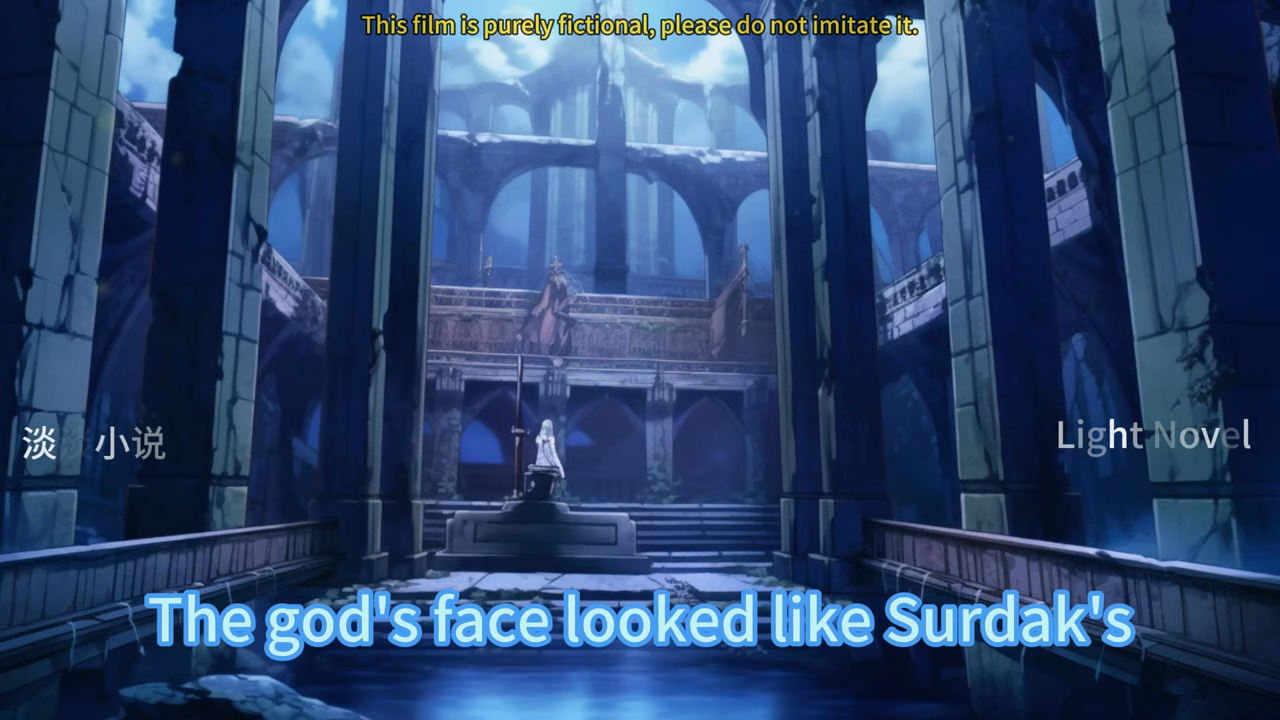 This film is purely fictional, please do not imitate it.
淡 小说
Light Novel
The god's face looked like Surdak's